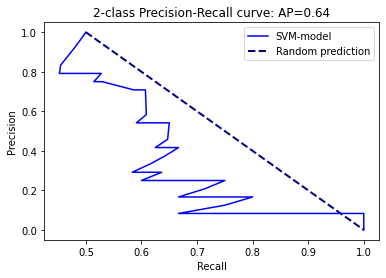 2-class Precision-Recall curve: AP=0.64
SVM-model
Random prediction
Precision
1.0
0.8
0.6
0.4
0.2
0.0
0.5
0.6
0.7
0.8
0.9
1.0
Recall